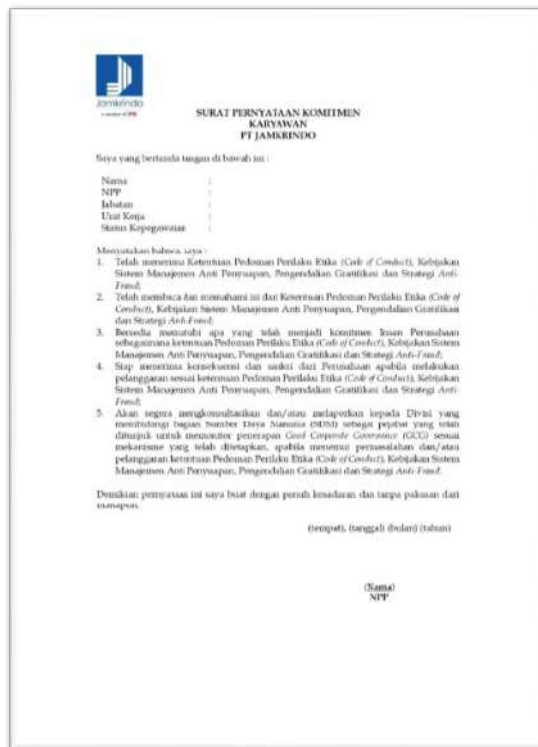 Jamkrindo
SURAT PERNYATAAN KOMITMEN
KARYAWAN
PT JAMKRINDO
Saya yang bertanda tangan di bawah ini :
Nama :
NPP :
Jabatan :
Unit Kerja :
Status Kepegawaian :
Menyatakan bahwa, saya :
1. Telah menerima Ketentuan Pedoman Perilaku Etika (Code of Conduct), Kebijakan
Sistem Manajemen Anti Penyuapan, Pengendalian Gratifikasi dan Strategi Anti-
Fraud;
2. Telah membaca dan memahami isi dari Ketentuan Pedoman Perilaku Etika (Code of
Conduct), Kebijakan Sistem Manajemen Anti Penyuapan, Pengendalian Gratifikasi
dan Strategi Anti-Fraud;
3. Bersedia mematuhi apa yang telah menjadi komitmen Insan Perusahaan
sebagaimana ketentuan Pedoman Perilaku Etika (Code of Conduct), Kebijakan Sistem
Manajemen Anti Penyuapan, Pengendalian Gratifikasi dan Strategi Anti-Fraud;
4. Siap menerima konsekuensi dan sanksi dari Perusahaan apabila melakukan
pelanggaran sesuai ketentuan Pedoman Perilaku Etika (Code of Conduct), Kebijakan
Sistem Manajemen Anti Penyuapan, Pengendalian Gratifikasi dan Strategi Anti-
Fraud;
5. Akan segera mengkonsultasikan dan/atau melaporkan kepada Divisi yang
membidangi bagian Sumber Daya Manusia (SDM) sebagai pejabat yang telah
ditunjuk untuk memonitor penerapan Good Corporate Governance (GCG) sesuai
mekanisme yang telah ditetapkan, apabila menemui permasalahan dan/atau
pelanggaran ketentuan Pedoman Perilaku Etika (Code of Conduct), Kebijakan Sistem
Manajemen Anti Penyuapan, Pengendalian Gratifikasi dan Strategi Anti-Fraud.
Demikian pernyataan ini saya buat dengan penuh kesadaran dan tanpa paksaan dari
manapun.
(tempat), (tanggal) (bulan) (tahun)
(Nama)
NPP